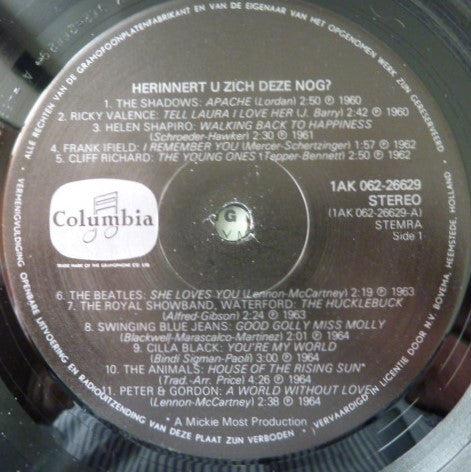 ALLE RECHTEN VAN DE GRAMOFOONPLATENFABRIKANT EN VAN DE EIGENAAR VAN HET OPGENOMEN WERK, ZIJN GERESERVEERD
HERINNERT U ZICH DEZE NOG?
1. THE SHADOWS: APACHE (Lordan) 2:50 Ⓟ 1960
2. RICKY VALENCE: TELL LAURA I LOVE HER (J. Barry) 2:42 Ⓟ 1960
3. HELEN SHAPIRO: WALKING BACK TO HAPPINESS
(Schroeder-Hawker) 2:30 Ⓟ 1961
4. FRANK IFIELD: I REMEMBER YOU (Mercer-Schertzinger) 1:57 Ⓟ 1962
5. CLIFF RICHARD: THE YOUNG ONES (Tepper-Bennett) 2:50 Ⓟ 1962
Columbia
TRADE MARK OF THE GRAMOPHONE CO. LTD.
1AK 062-26629
STEREO
(1AK 062-26629-A)
STEMRA
Side 1
6. THE BEATLES: SHE LOVES YOU (Lennon-McCartney) 2:19 Ⓟ 1963
7. THE ROYAL SHOWBAND, WATERFORD: THE HUCKLEBUCK
(Alfred-Gibson) 2:24 Ⓟ 1963
8. SWINGING BLUE JEANS: GOOD GOLLY MISS MOLLY
(Blackwell-Marascalco-Martinez) 2:01 Ⓟ 1964
9. CILLA BLACK: YOU'RE MY WORLD
(Bindi Sigman-Paoli) 3:00 Ⓟ 1964
10. THE ANIMALS: HOUSE OF THE RISING SUN*
(Trad.-Arr. Price) 4:26 Ⓟ 1964
11. PETER & GORDON: A WORLD WITHOUT LOVE
(Lennon-McCartney) 2:38 Ⓟ 1964
* A Mickie Most Production
VERMENIGVULDIGING, OPENBARE UITVOERING EN RADIOUITZENDING VAN DEZE PLAAT ZIJN VERBODEN • VERVAARDIGD IN HOLLAND DOOR N.V. BOVEMA, HEEMSTEDE, HOLLAND